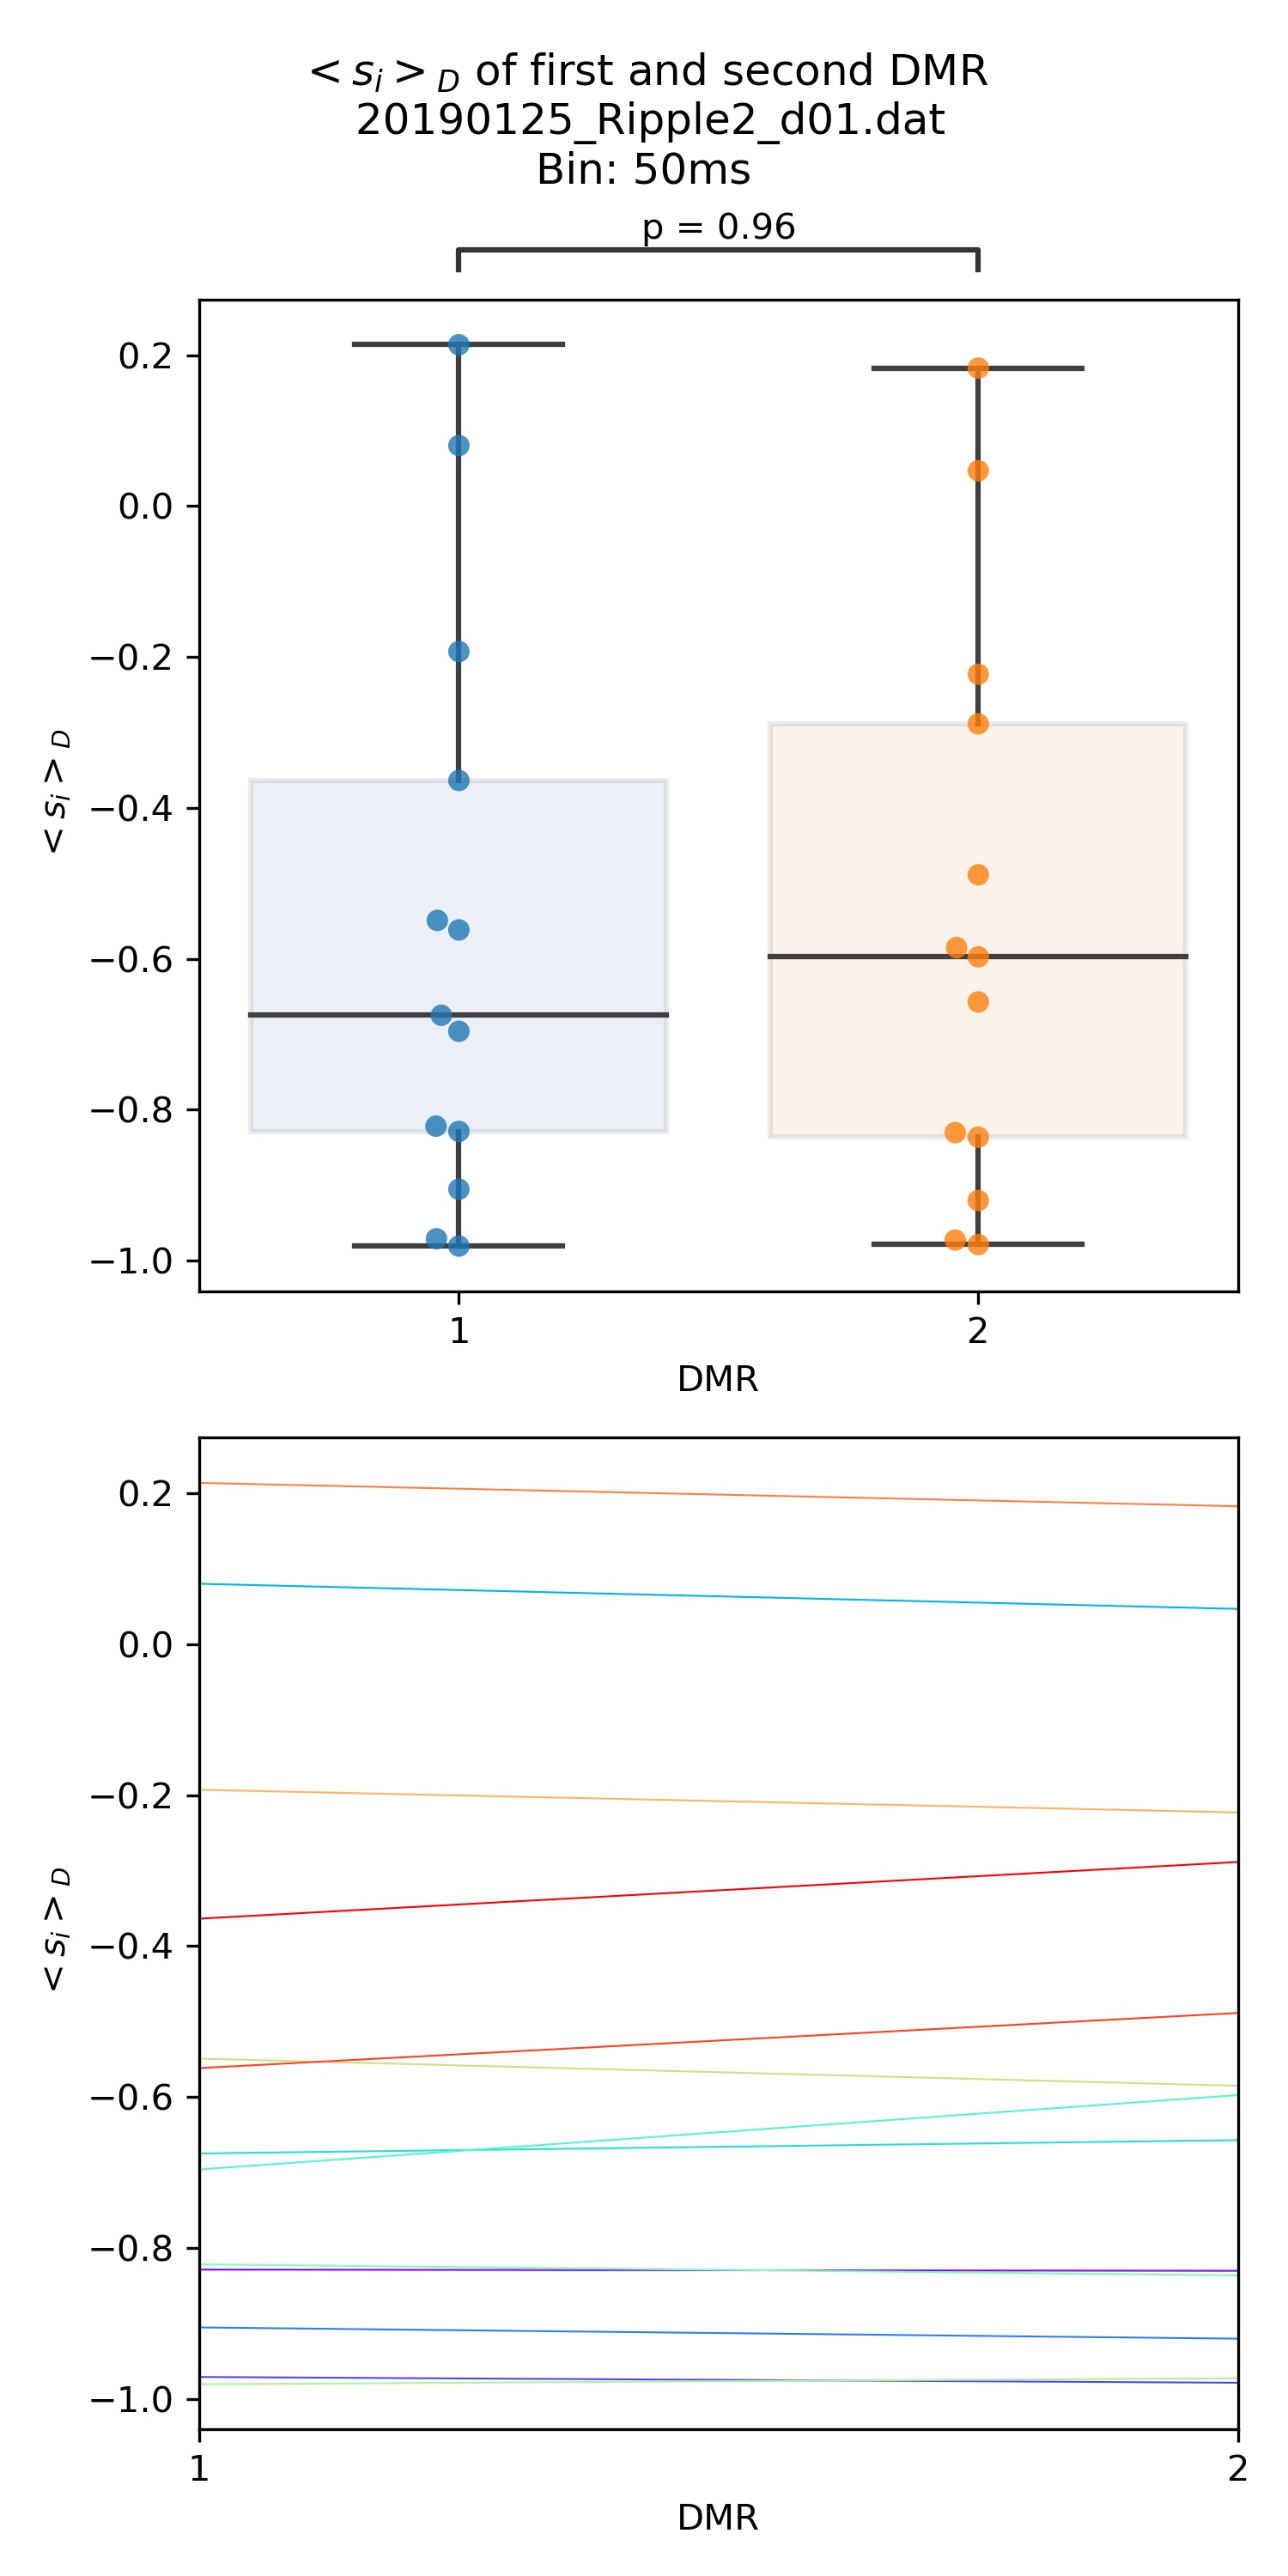 < s_i >_D of first and second DMR
20190125_Ripple2_d01.dat
Bin: 50ms
p = 0.96
0.2
0.0
−0.2
−0.4
−0.6
−0.8
−1.0
< s_i >_D
1
2
DMR
0.2
0.0
−0.2
−0.4
−0.6
−0.8
−1.0
< s_i >_D
1
2
DMR